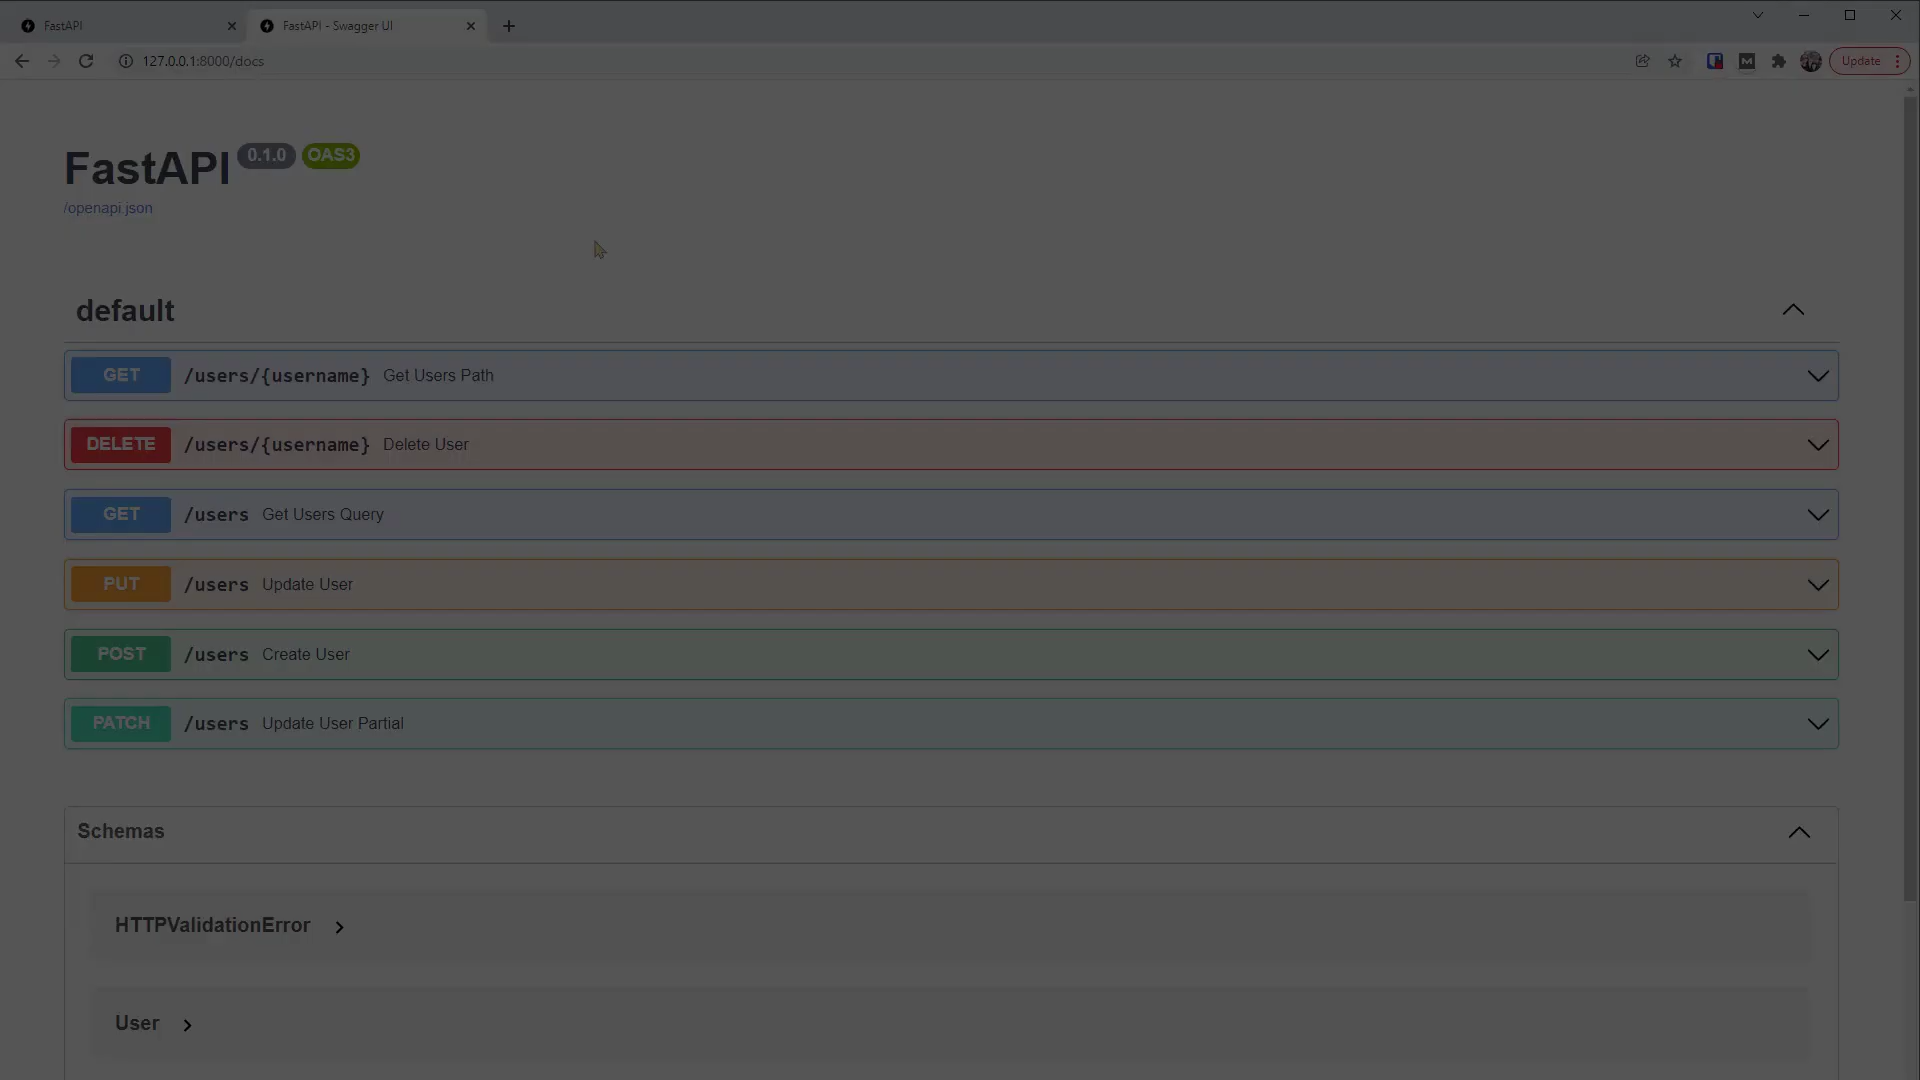 FastAPI
FastAPI - Swagger UI
127.0.0.1:8000/docs
Update
FastAPI 0.1.0 OAS3
/openapi.json
default
GET /users/{username} Get Users Path
DELETE /users/{username} Delete User
GET /users Get Users Query
PUT /users Update User
POST /users Create User
PATCH /users Update User Partial
Schemas
HTTPValidationError
User